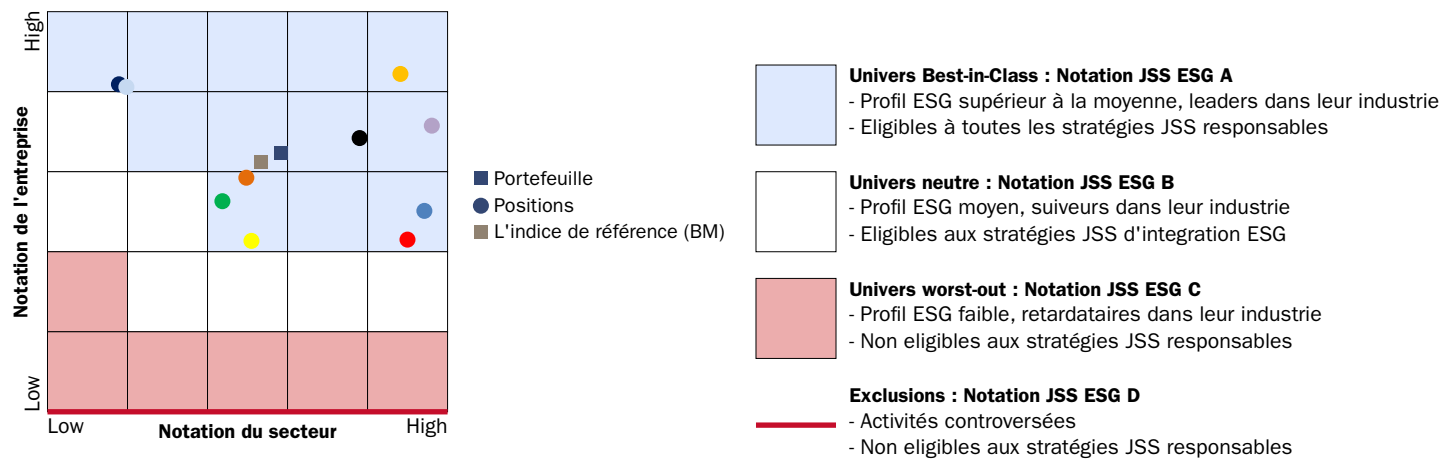 High
Notation de l'entreprise
Low
Low
Notation du secteur
High
Portefeuille
Positions
L'indice de référence (BM)
Univers Best-in-Class : Notation JSS ESG A
- Profil ESG supérieur à la moyenne, leaders dans leur industrie
- Eligibles à toutes les stratégies JSS responsables
Univers neutre : Notation JSS ESG B
- Profil ESG moyen, suiveurs dans leur industrie
- Eligibles aux stratégies JSS d'integration ESG
Univers worst-out : Notation JSS ESG C
- Profil ESG faible, retardataires dans leur industrie
- Non eligibles aux stratégies JSS responsables
Exclusions : Notation JSS ESG D
- Activités controversées
- Non eligibles aux stratégies JSS responsables